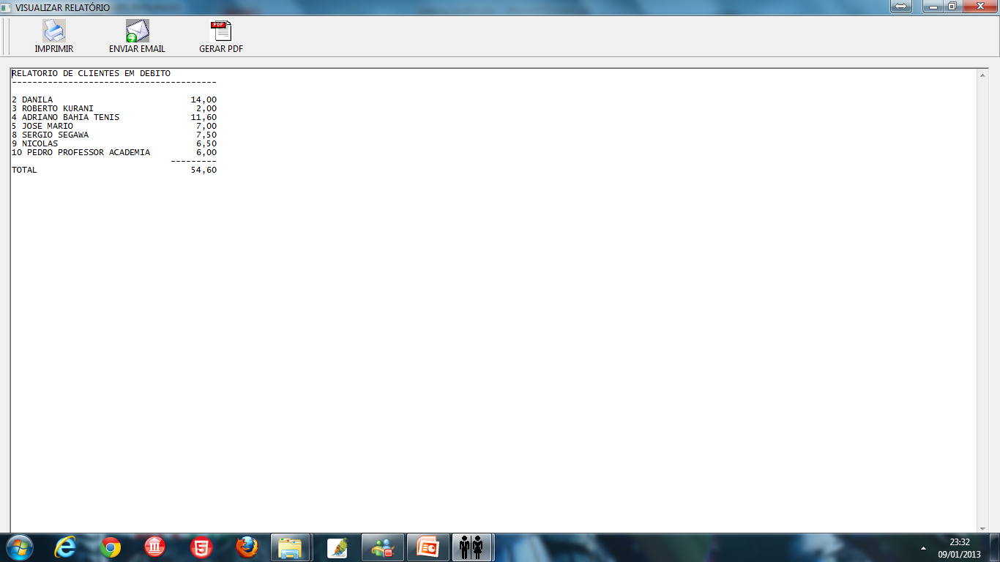 VISUALIZAR RELATÓRIO
IMPRIMIR ENVIAR EMAIL GERAR PDF
RELATORIO DE CLIENTES EM DEBITO
----------------------------------------
2 DANILA 14,00
3 ROBERTO KURANI 2,00
4 ADRIANO BAHIA TENIS 11,60
5 JOSE MARIO 7,00
8 SERGIO SEGAWA 7,50
9 NICOLAS 6,50
10 PEDRO PROFESSOR ACADEMIA 6,00
---------
TOTAL 54,60
23:32
09/01/2013